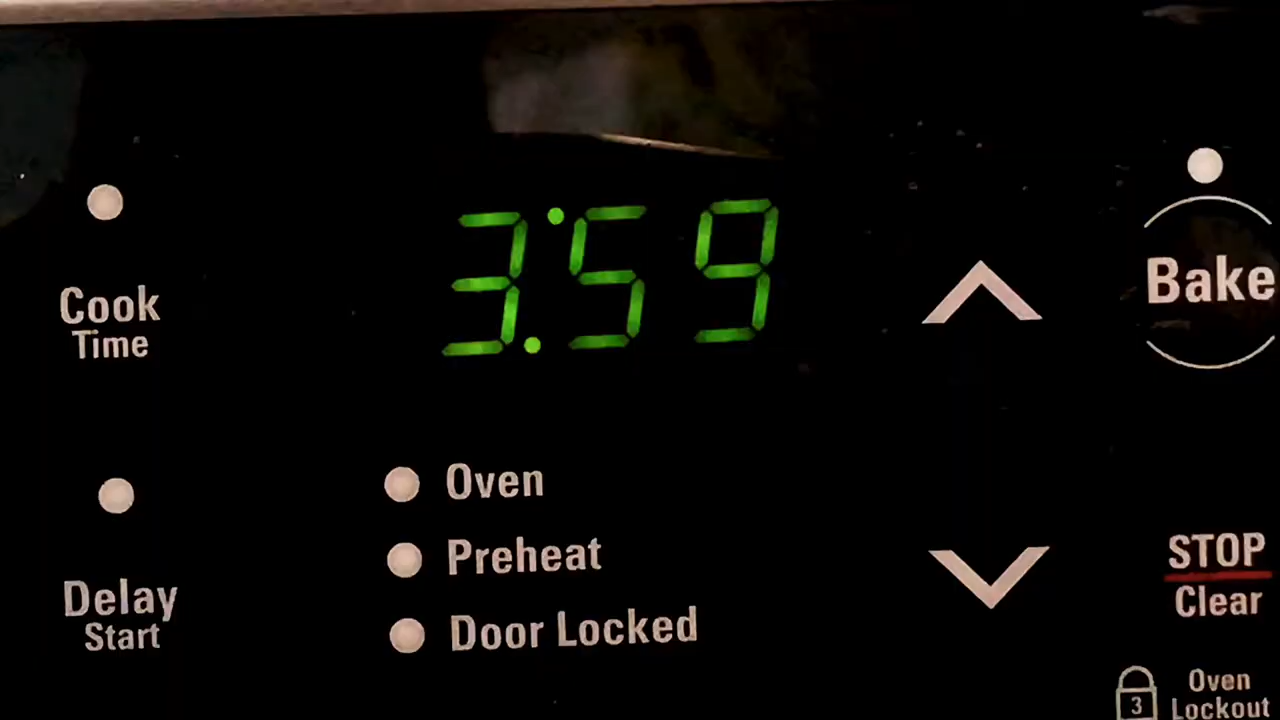 3:59
Bake
Cook
Time
Oven
Preheat
Door Locked
Delay
Start
STOP
Clear
3
Oven
Lockout